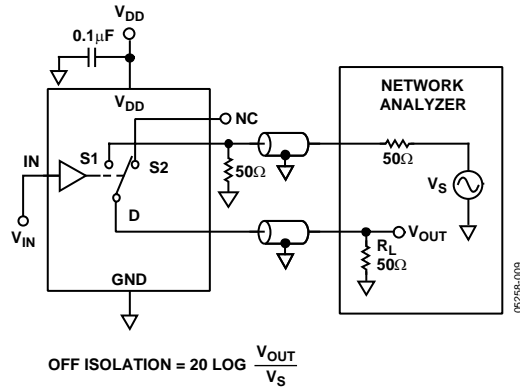 VDD
0.1μF
VDD
NC
NETWORK
ANALYZER
IN
S1
S2
50Ω
50Ω
VS
VIN
D
VOUT
RL
50Ω
GND
OFF ISOLATION = 20 LOG VOUT
VS
05258-009